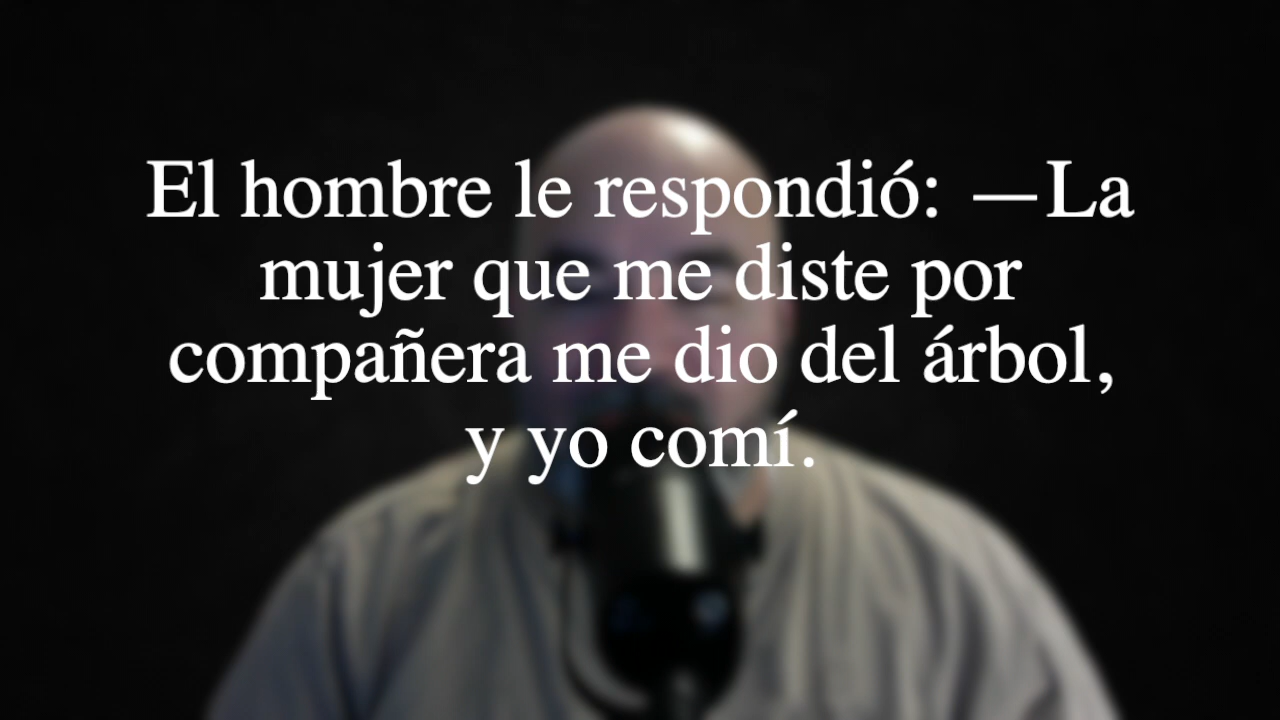 El hombre le respondió: —La
mujer que me diste por
compañera me dio del árbol,
y yo comí.